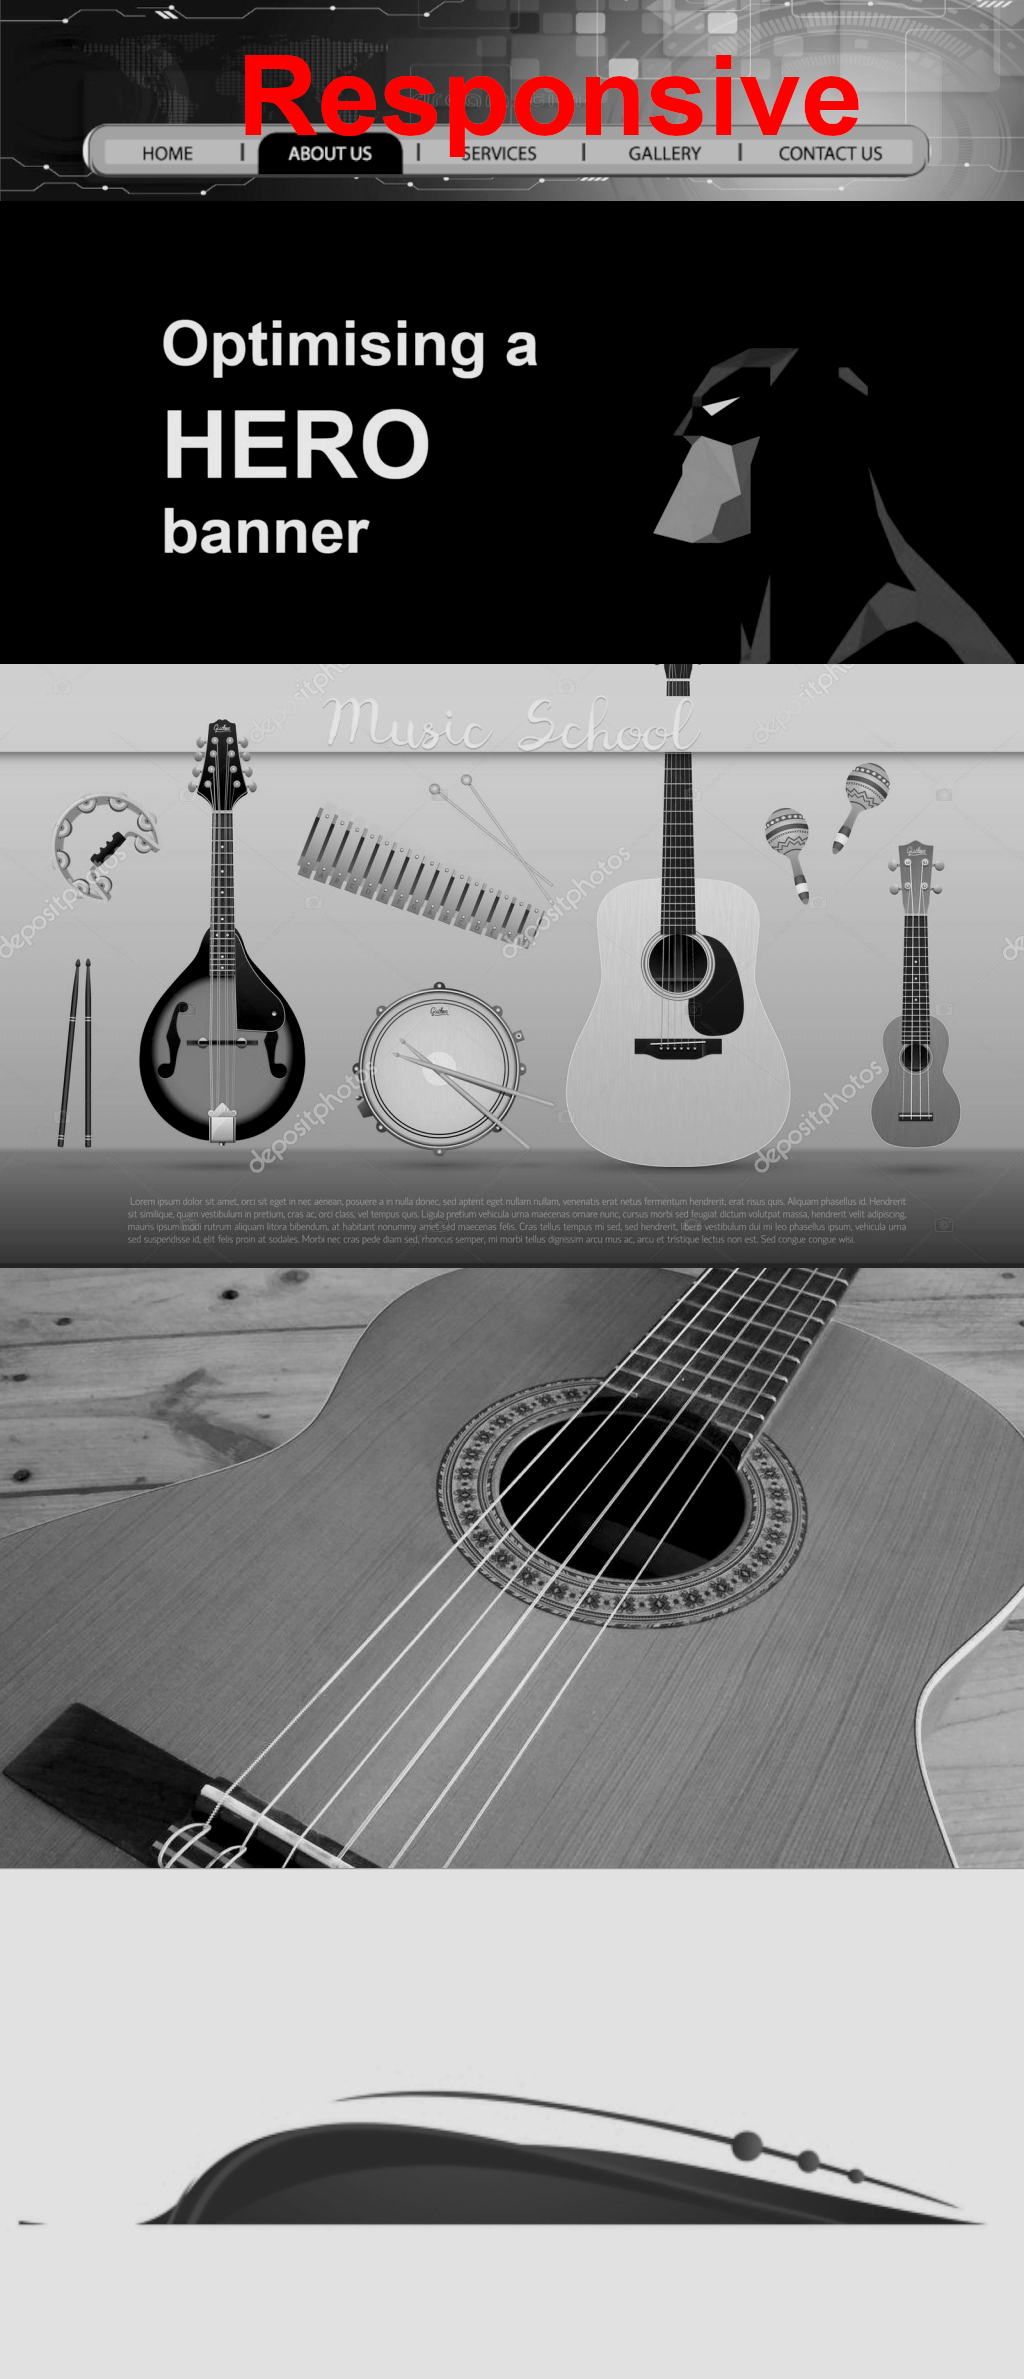 Responsive
HOME | ABOUT US | SERVICES | GALLERY | CONTACT US
Optimising a
HERO
banner
Music School
depositphotos
depositphotos
depositphotos
depositphotos
depositphotos
depositphotos
Lorem ipsum dolor sit amet, orci sit eget in nec aenean, posuere a in nulla donec, sed aptent eget nullam nullam, venenatis erat netus fermentum hendrerit, erat risus quis. Aliquam phasellus id. Hendrerit
sit similique, quam vestibulum in pretium, cras ac, orci class, vel tempus quis. Ligula pretium vehicula urna maecenas ornare nunc, cursus morbi sed feugiat dictum volutpat massa, hendrerit velit adipiscing,
mauris ipsum modi rutrum aliquam litora bibendum, at habitant nonummy amet sed maecenas felis. Cras tellus tempus mi sed, sed hendrerit, libero vestibulum dui mi leo phasellus ipsum, vehicula urna
sed suspendisse id, elit felis proin at sodales. Morbi nec cras pede diam sed, rhoncus semper, mi morbi tellus dignissim arcu mus ac, arcu et tristique lectus non est. Sed congue congue wisi.